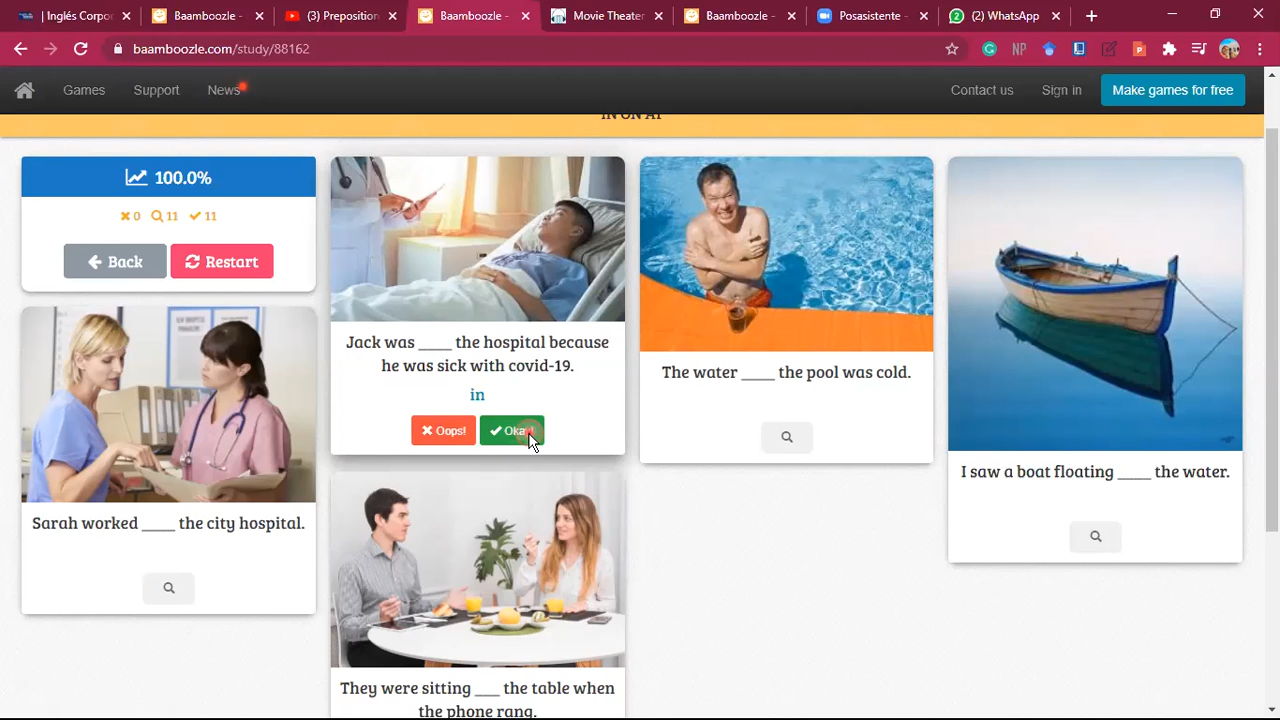 Inglés Corpor
Baamboozle -
(3) Preposition
Baamboozle -
Movie Theater
Baamboozle -
Posasistente -
(2) WhatsApp
baamboozle.com/study/88162
NP
Games
Support
News
Contact us
Sign in
Make games for free
IN ON AT
100.0%
0 11 11
Back
Restart
Jack was ____ the hospital because
he was sick with covid-19.
in
Oops!
Okay!
The water ____ the pool was cold.
I saw a boat floating ____ the water.
Sarah worked ____ the city hospital.
They were sitting ___ the table when
the phone rang.